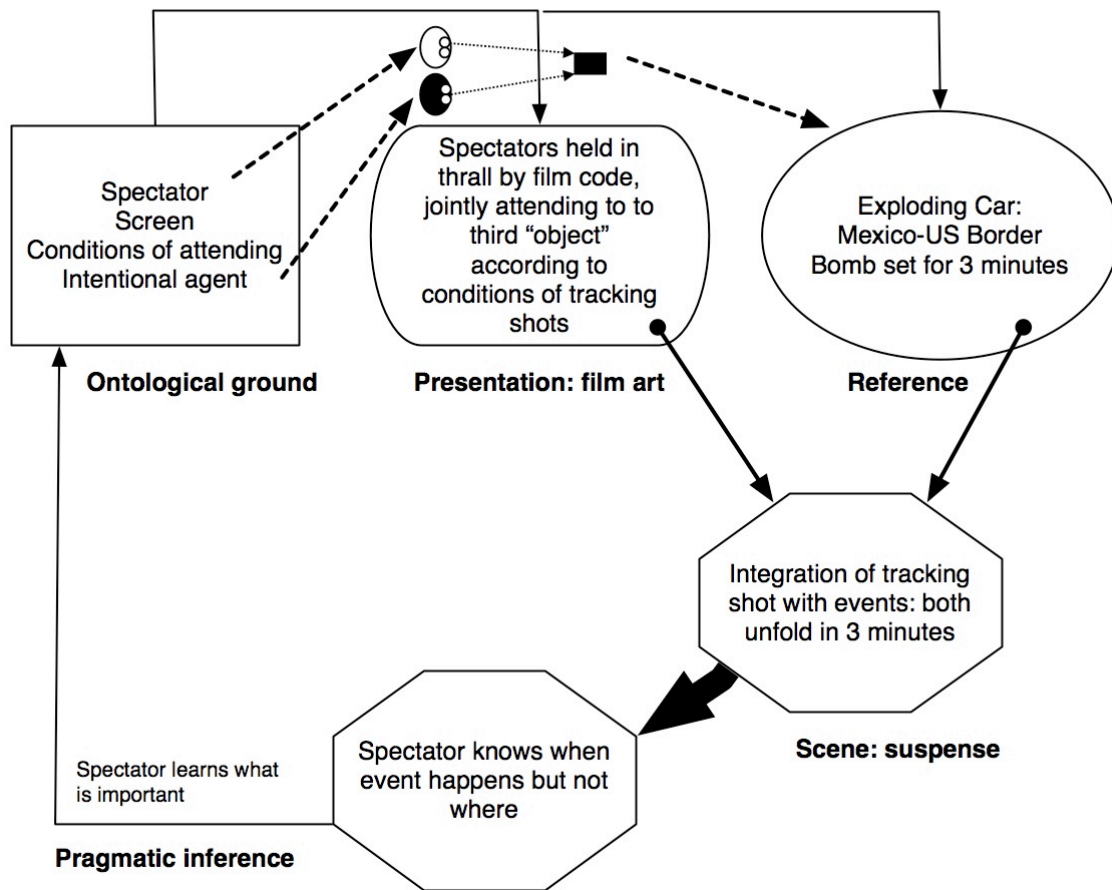 Spectator
Screen
Conditions of attending
Intentional agent
Ontological ground
Spectators held in
thrall by film code,
jointly attending to to
third “object”
according to
conditions of tracking
shots
Presentation: film art
Exploding Car:
Mexico-US Border
Bomb set for 3 minutes
Reference
Integration of tracking
shot with events: both
unfold in 3 minutes
Scene: suspense
Spectator knows when
event happens but not
where
Spectator learns what
is important
Pragmatic inference